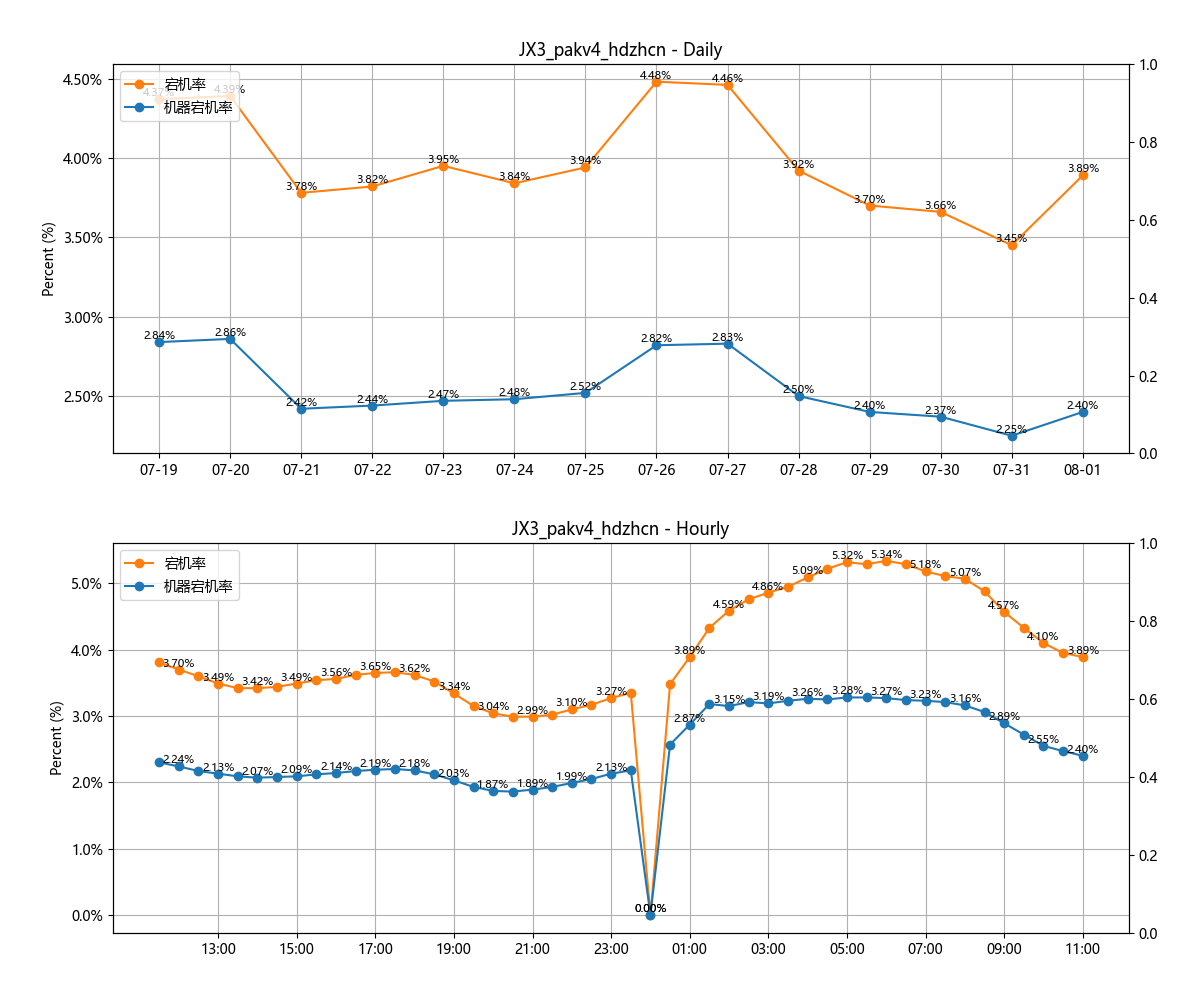 JX3_pakv4_hdzhcn - Daily
宕机率
机器宕机率
Percent (%)
4.50%
4.00%
3.50%
3.00%
2.50%
1.0
0.8
0.6
0.4
0.2
0.0
4.37% 4.39% 3.78% 3.82% 3.95% 3.84% 3.94% 4.48% 4.46% 3.92% 3.70% 3.66% 3.45% 3.89%
2.84% 2.86% 2.42% 2.44% 2.47% 2.48% 2.52% 2.82% 2.83% 2.50% 2.40% 2.37% 2.25% 2.40%
07-19 07-20 07-21 07-22 07-23 07-24 07-25 07-26 07-27 07-28 07-29 07-30 07-31 08-01
JX3_pakv4_hdzhcn - Hourly
宕机率
机器宕机率
Percent (%)
5.0%
4.0%
3.0%
2.0%
1.0%
0.0%
1.0
0.8
0.6
0.4
0.2
0.0
3.70% 3.49% 3.42% 3.49% 3.56% 3.65% 3.62% 3.34% 3.04% 2.99% 3.10% 3.27% 0.00% 3.89% 4.59% 4.86% 5.09% 5.32% 5.34% 5.18% 5.07% 4.57% 4.10% 3.89%
2.24% 2.13% 2.07% 2.09% 2.14% 2.19% 2.18% 2.03% 1.87% 1.89% 1.99% 2.13% 0.00% 2.87% 3.15% 3.19% 3.26% 3.28% 3.27% 3.23% 3.16% 2.89% 2.55% 2.40%
13:00 15:00 17:00 19:00 21:00 23:00 01:00 03:00 05:00 07:00 09:00 11:00